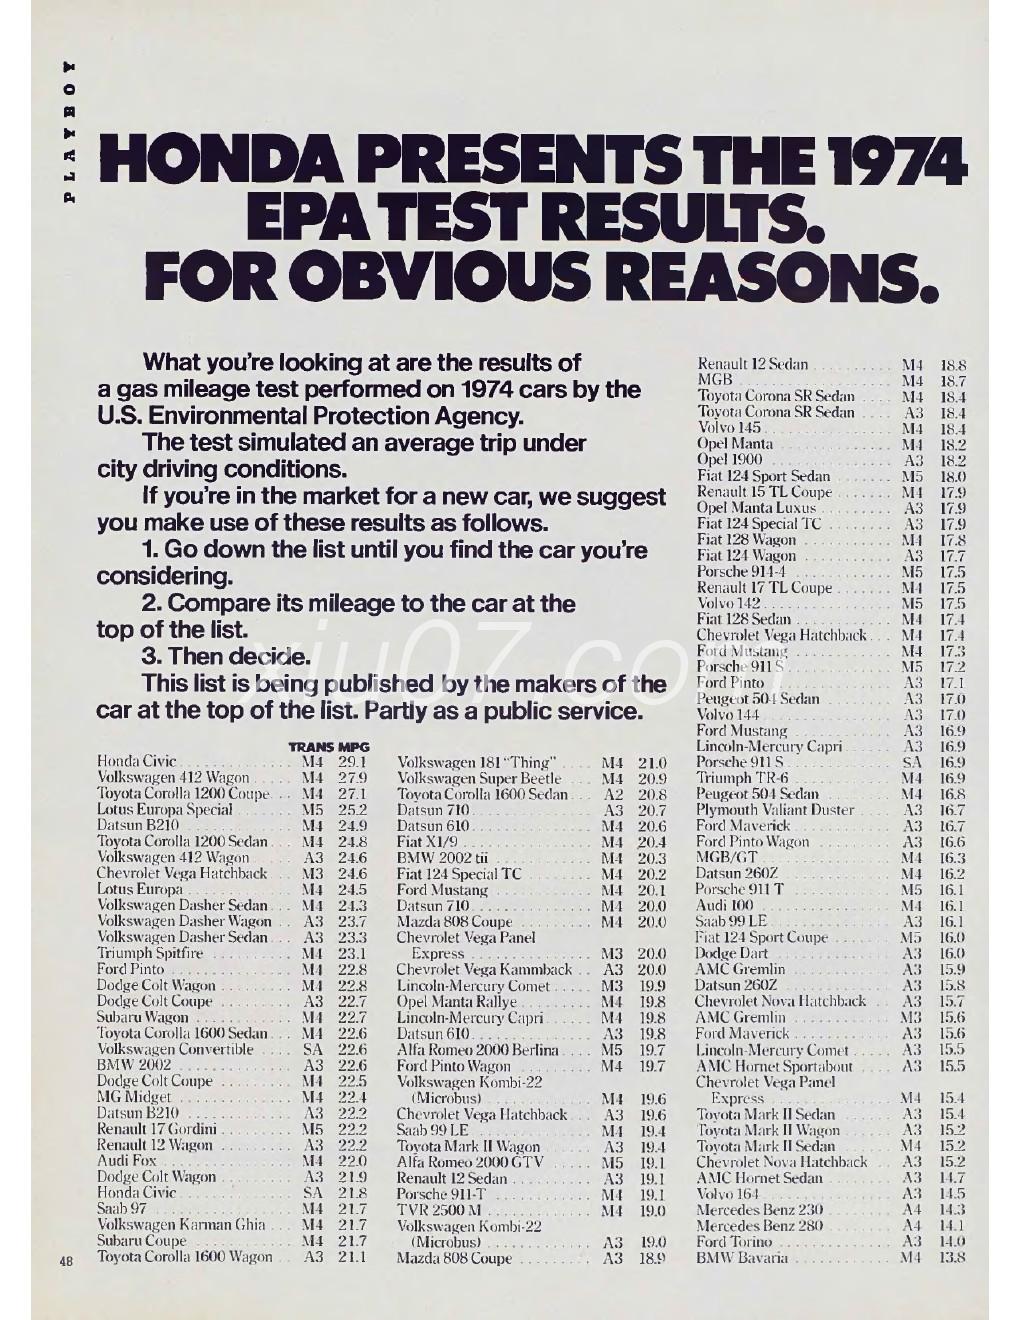 PLAYBOY
HONDA PRESENTS THE 1974
EPA TEST RESULTS.
FOR OBVIOUS REASONS.
What you're looking at are the results of
a gas mileage test performed on 1974 cars by the
U.S. Environmental Protection Agency.
The test simulated an average trip under
city driving conditions.
If you're in the market for a new car, we suggest
you make use of these results as follows.
1. Go down the list until you find the car you're
considering.
2. Compare its mileage to the car at the
top of the list.
3. Then decide.
This list is being published by the makers of the
car at the top of the list. Partly as a public service.
TRANS MPG
Honda Civic M4 29.1
Volkswagen 412 Wagon M4 27.9
Toyota Corolla 1200 Coupe M4 27.1
Lotus Europa Special M5 25.2
Datsun B210 M4 24.9
Toyota Corolla 1200 Sedan M4 24.8
Volkswagen 412 Wagon A3 24.6
Chevrolet Vega Hatchback M3 24.6
Lotus Europa M4 24.5
Volkswagen Dasher Sedan M4 24.3
Volkswagen Dasher Wagon A3 23.7
Volkswagen Dasher Sedan A3 23.3
Triumph Spitfire M4 23.1
Ford Pinto M4 22.8
Dodge Colt Wagon M4 22.8
Dodge Colt Coupe A3 22.7
Subaru Wagon M4 22.7
Toyota Corolla 1600 Sedan M4 22.6
Volkswagen Convertible SA 22.6
BMW 2002 A3 22.6
Dodge Colt Coupe M4 22.5
MG Midget M4 22.4
Datsun B210 A3 22.2
Renault 17 Gordini M5 22.2
Renault 12 Wagon A3 22.2
Audi Fox M4 22.0
Dodge Colt Wagon A3 21.9
Honda Civic SA 21.8
Saab 97 M4 21.7
Volkswagen Karman Ghia M4 21.7
Subaru Coupe M4 21.7
Toyota Corolla 1600 Wagon A3 21.1
Volkswagen 181 "Thing" M4 21.0
Volkswagen Super Beetle M4 20.9
Toyota Corolla 1600 Sedan A2 20.8
Datsun 710 A3 20.7
Datsun 610 M4 20.6
Fiat X1/9 M4 20.4
BMW 2002 tii M4 20.3
Fiat 124 Special TC M4 20.2
Ford Mustang M4 20.1
Datsun 710 M4 20.0
Mazda 808 Coupe M4 20.0
Chevrolet Vega Panel
Express M3 20.0
Chevrolet Vega Kammback A3 20.0
Lincoln-Mercury Comet M3 19.9
Opel Manta Rallye M4 19.8
Lincoln-Mercury Capri M4 19.8
Datsun 610 A3 19.8
Alfa Romeo 2000 Berlina M5 19.7
Ford Pinto Wagon M4 19.7
Volkswagen Kombi-22
(Microbus) M4 19.6
Chevrolet Vega Hatchback A3 19.6
Saab 99 LE M4 19.4
Toyota Mark II Wagon A3 19.4
Alfa Romeo 2000 GTV M5 19.1
Renault 12 Sedan A3 19.1
Porsche 911-T M4 19.1
TVR 2500 M M4 19.0
Volkswagen Kombi-22
(Microbus) A3 19.0
Mazda 808 Coupe A3 18.9
Renault 12 Sedan M4 18.8
MGB M4 18.7
Toyota Corona SR Sedan M4 18.4
Toyota Corona SR Sedan A3 18.4
Volvo 145 M4 18.4
Opel Manta M4 18.2
Opel 1900 A3 18.2
Fiat 124 Sport Sedan M5 18.0
Renault 15 TL Coupe M4 17.9
Opel Manta Luxus A3 17.9
Fiat 124 Special TC A3 17.9
Fiat 128 Wagon M4 17.8
Fiat 124 Wagon A3 17.7
Porsche 914-4 M5 17.5
Renault 17 TL Coupe M4 17.5
Volvo 142 M5 17.5
Fiat 128 Sedan M4 17.4
Chevrolet Vega Hatchback M4 17.4
Ford Mustang M4 17.3
Porsche 911 S M5 17.2
Ford Pinto A3 17.1
Peugeot 504 Sedan A3 17.0
Volvo 144 A3 17.0
Ford Mustang A3 16.9
Lincoln-Mercury Capri A3 16.9
Porsche 911 S SA 16.9
Triumph TR-6 M4 16.9
Peugeot 504 Sedan M4 16.8
Plymouth Valiant Duster A3 16.7
Ford Maverick A3 16.7
Ford Pinto Wagon A3 16.6
MGB/GT M4 16.3
Datsun 260Z M4 16.2
Porsche 911 T M5 16.1
Audi 100 M4 16.1
Saab 99 LE A3 16.1
Fiat 124 Sport Coupe M5 16.0
Dodge Dart A3 16.0
AMC Gremlin A3 15.9
Datsun 260Z A3 15.8
Chevrolet Nova Hatchback A3 15.7
AMC Gremlin M3 15.6
Ford Maverick A3 15.6
Lincoln-Mercury Comet A3 15.5
AMC Hornet Sportabout A3 15.5
Chevrolet Vega Panel
Express M4 15.4
Toyota Mark II Sedan A3 15.4
Toyota Mark II Wagon A3 15.2
Toyota Mark II Sedan M4 15.2
Chevrolet Nova Hatchback A3 15.2
AMC Hornet Sedan A3 14.7
Volvo 164 A3 14.5
Mercedes Benz 230 A4 14.3
Mercedes Benz 280 A4 14.1
Ford Torino A3 14.0
BMW Bavaria M4 13.8
48
xju07.com